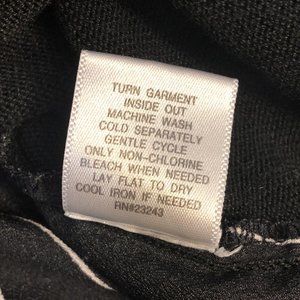 TURN GARMENT
INSIDE OUT
MACHINE WASH
COLD SEPARATELY
GENTLE CYCLE
ONLY NON-CHLORINE
BLEACH WHEN NEEDED
LAY FLAT TO DRY
COOL IRON IF NEEDED
RN#23243